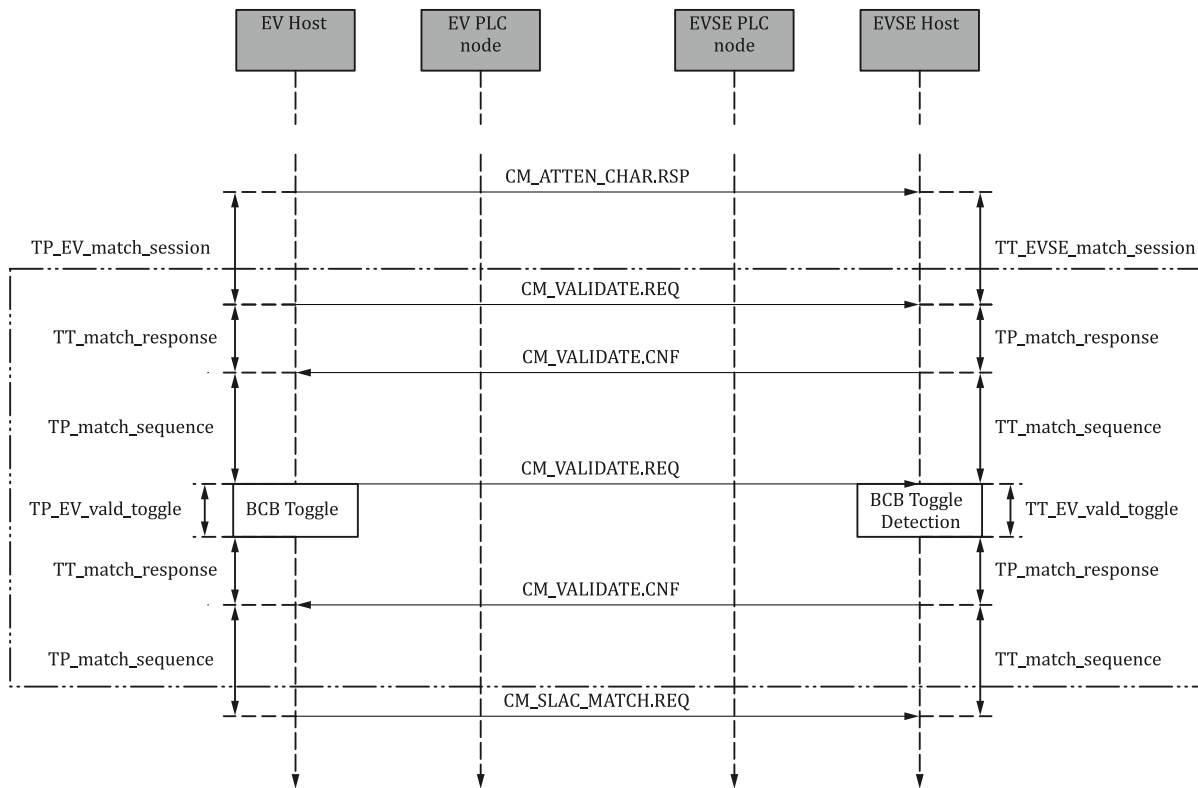 EV Host
EV PLC
node
EVSE PLC
node
EVSE Host
CM_ATTEN_CHAR.RSP
TP_EV_match_session
TT_EVSE_match_session
CM_VALIDATE.REQ
TT_match_response
TP_match_response
CM_VALIDATE.CNF
TP_match_sequence
TT_match_sequence
CM_VALIDATE.REQ
TP_EV_vald_toggle
BCB Toggle
BCB Toggle
Detection
TT_EV_vald_toggle
TT_match_response
TP_match_response
CM_VALIDATE.CNF
TP_match_sequence
TT_match_sequence
CM_SLAC_MATCH.REQ